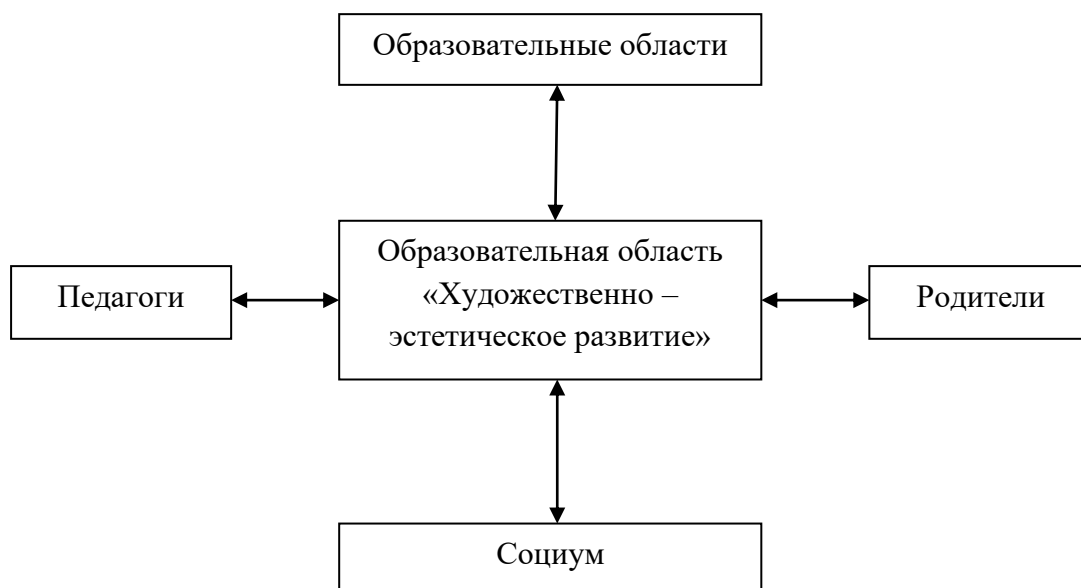 Образовательные области
Образовательная область
«Художественно –
эстетическое развитие»
Педагоги
Родители
Социум